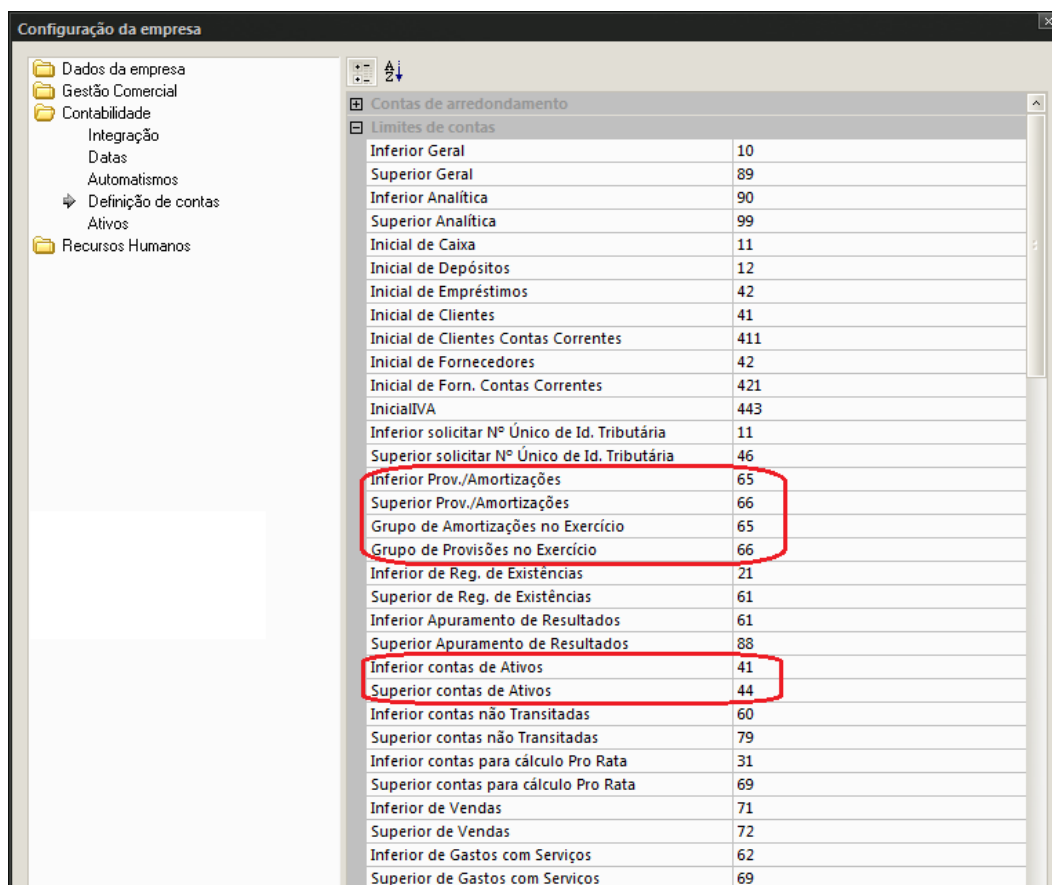 Configuração da empresa
Dados da empresa
Gestão Comercial
Contabilidade
Integração
Datas
Automatismos
Definição de contas
Ativos
Recursos Humanos
Contas de arredondamento
Limites de contas
Inferior Geral 10
Superior Geral 89
Inferior Analítica 90
Superior Analítica 99
Inicial de Caixa 11
Inicial de Depósitos 12
Inicial de Empréstimos 42
Inicial de Clientes 41
Inicial de Clientes Contas Correntes 411
Inicial de Fornecedores 42
Inicial de Forn. Contas Correntes 421
InicialIVA 443
Inferior solicitar Nº Único de Id. Tributária 11
Superior solicitar Nº Único de Id. Tributária 46
Inferior Prov./Amortizações 65
Superior Prov./Amortizações 66
Grupo de Amortizações no Exercício 65
Grupo de Provisões no Exercício 66
Inferior de Reg. de Existências 21
Superior de Reg. de Existências 61
Inferior Apuramento de Resultados 61
Superior Apuramento de Resultados 88
Inferior contas de Ativos 41
Superior contas de Ativos 44
Inferior contas não Transitadas 60
Superior contas não Transitadas 79
Inferior contas para cálculo Pro Rata 31
Superior contas para cálculo Pro Rata 69
Inferior de Vendas 71
Superior de Vendas 72
Inferior de Gastos com Serviços 62
Superior de Gastos com Serviços 69